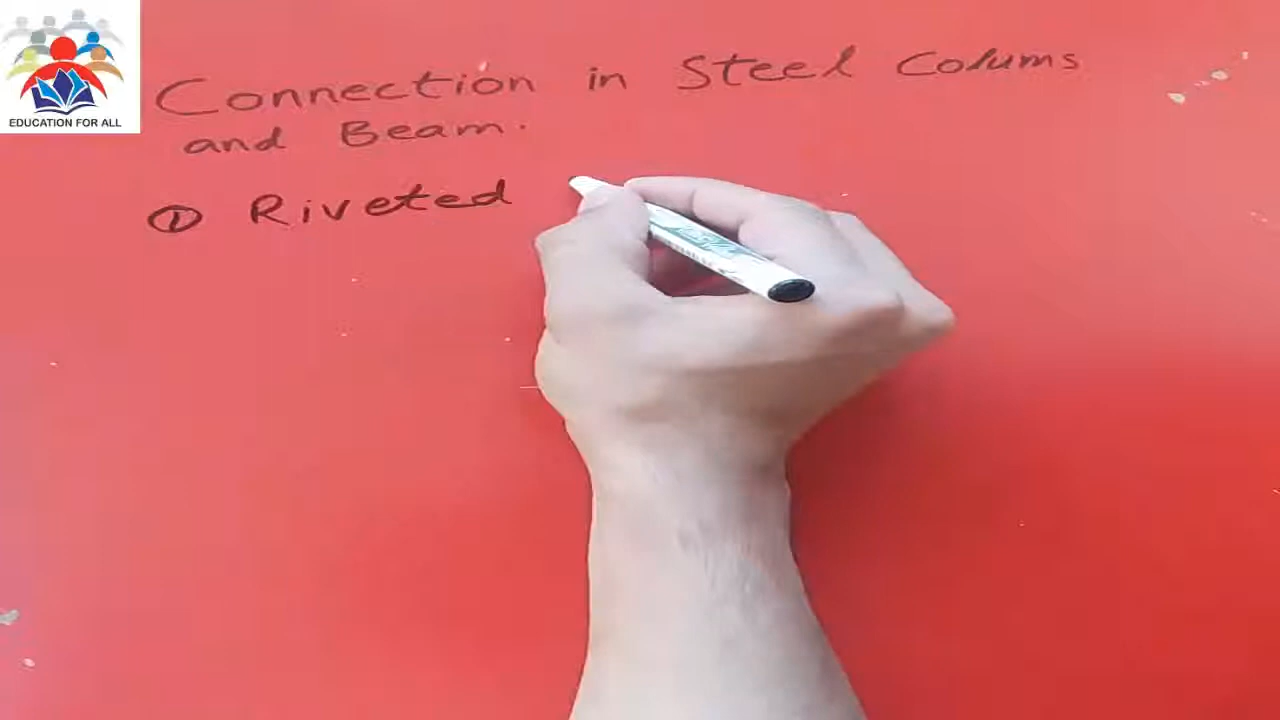 EDUCATION FOR ALL
Connection in Steel Colums
and Beam.
① Riveted